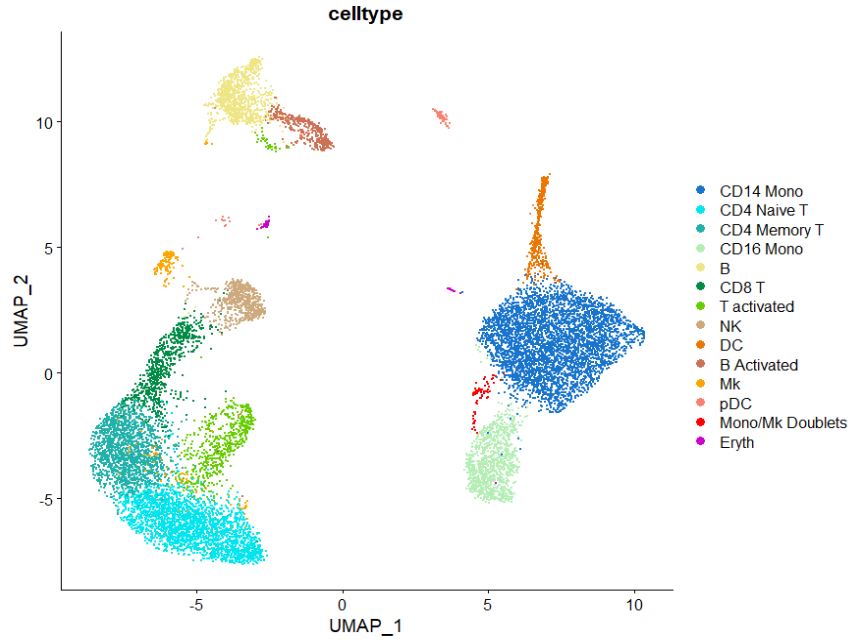 celltype
UMAP_2
10
5
0
-5
-5
0
5
10
UMAP_1
CD14 Mono
CD4 Naive T
CD4 Memory T
CD16 Mono
B
CD8 T
T activated
NK
DC
B Activated
Mk
pDC
Mono/Mk Doublets
Eryth